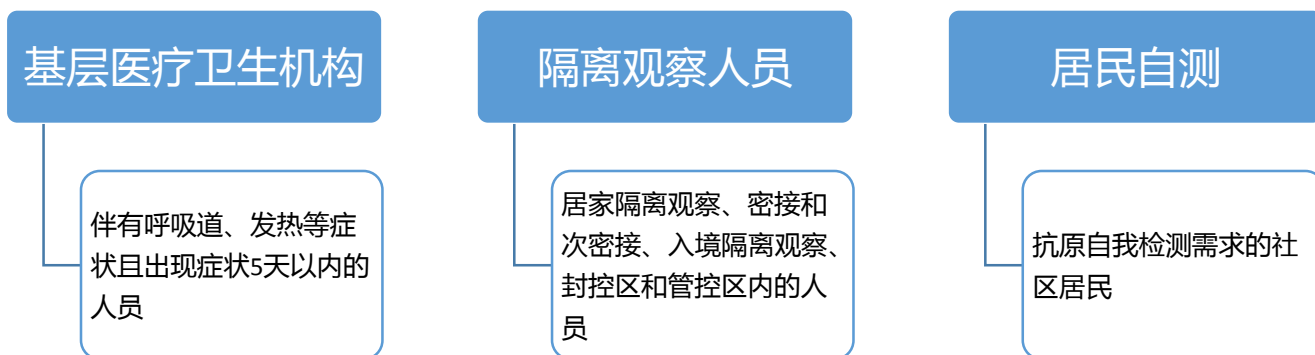 基层医疗卫生机构
伴有呼吸道、发热等症
状且出现症状5天以内的
人员
隔离观察人员
居家隔离观察、密接和
次密接、入境隔离观察、
封控区和管控区内的人
员
居民自测
抗原自我检测需求的社
区居民